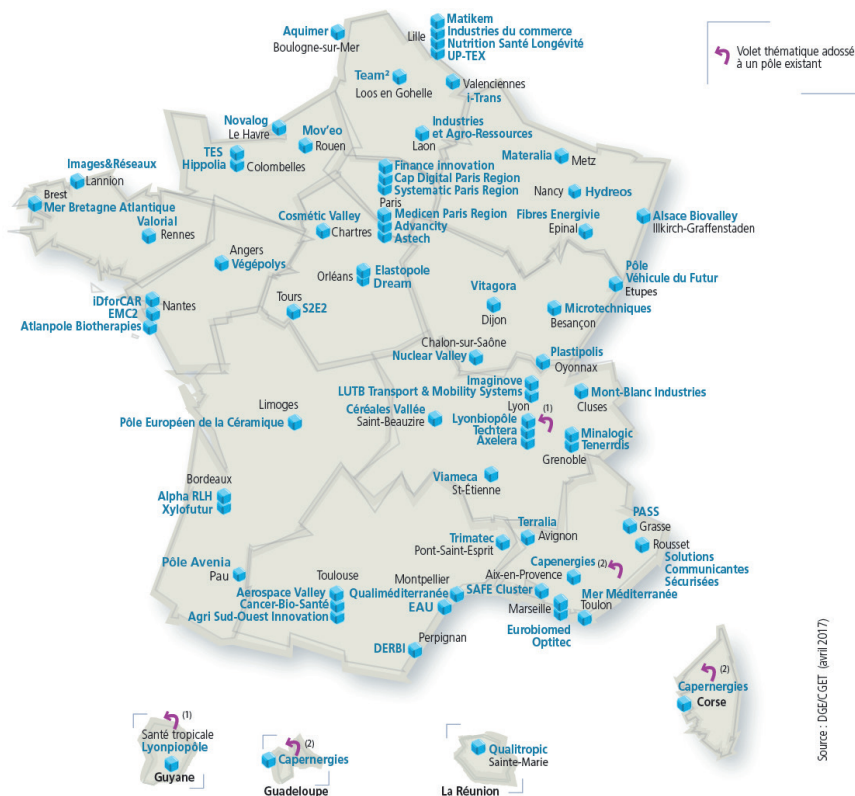 Matikem
Aquimer
Industries du commerce
Lille
Boulogne-sur-Mer
Nutrition Santé Longévité
UP-TEX
Volet thématique adossé
à un pôle existant
Team²
Loos en Gohelle
Valenciennes
i-Trans
Novalog
Le Havre
Mov'eo
Rouen
Industries
et Agro-Ressources
Laon
TES
Hippolia
Colombelles
Materalia
Metz
Images&Réseaux
Lannion
Finance innovation
Cap Digital Paris Region
Systematic Paris Region
Paris
Medicen Paris Region
Advancity
Astech
Nancy
Hydreos
Brest
Mer Bretagne Atlantique
Valorial
Rennes
Cosmétic Valley
Chartres
Fibres Energivie
Epinal
Alsace Biovalley
Illkirch-Graffenstaden
Angers
Végépolys
Orléans
Elastopole
Dream
Pôle
Véhicule du Futur
Etupes
Vitagora
Dijon
iDforCAR
EMC2
Nantes
Atlanpole Biotherapies
Tours
S2E2
Microtechniques
Besançon
Chalon-sur-Saône
Nuclear Valley
Plastipolis
Oyonnax
Imaginove
LUTB Transport & Mobility Systems
Lyon
Mont-Blanc Industries
Cluses
Limoges
Pôle Européen de la Céramique
Céréales Vallée
Saint-Beauzire
Lyonbiopôle
(1)
Techtera
Axelera
Minalogic
Tenerrdis
Grenoble
Viameca
St-Étienne
Bordeaux
Alpha RLH
Xylofutur
Terralia
Avignon
PASS
Grasse
Trimatec
Pont-Saint-Esprit
Rousset
Solutions
Communicantes
Sécurisées
Pôle Avenia
Pau
Capenergies
(2)
Aix-en-Provence
Toulouse
Aerospace Valley
Cancer-Bio-Santé
Agri Sud-Ouest Innovation
Montpellier
Qualiméditerranée
EAU
SAFE Cluster
Marseille
Mer Méditerranée
Toulon
Eurobiomed
Optitec
DERBI
Perpignan
(2)
Capernergies
Corse
Source : DGE/CGET (avril 2017)
(1)
Santé tropicale
Lyonpiopôle
Guyane
(2)
Capernergies
Guadeloupe
Qualitropic
Sainte-Marie
La Réunion